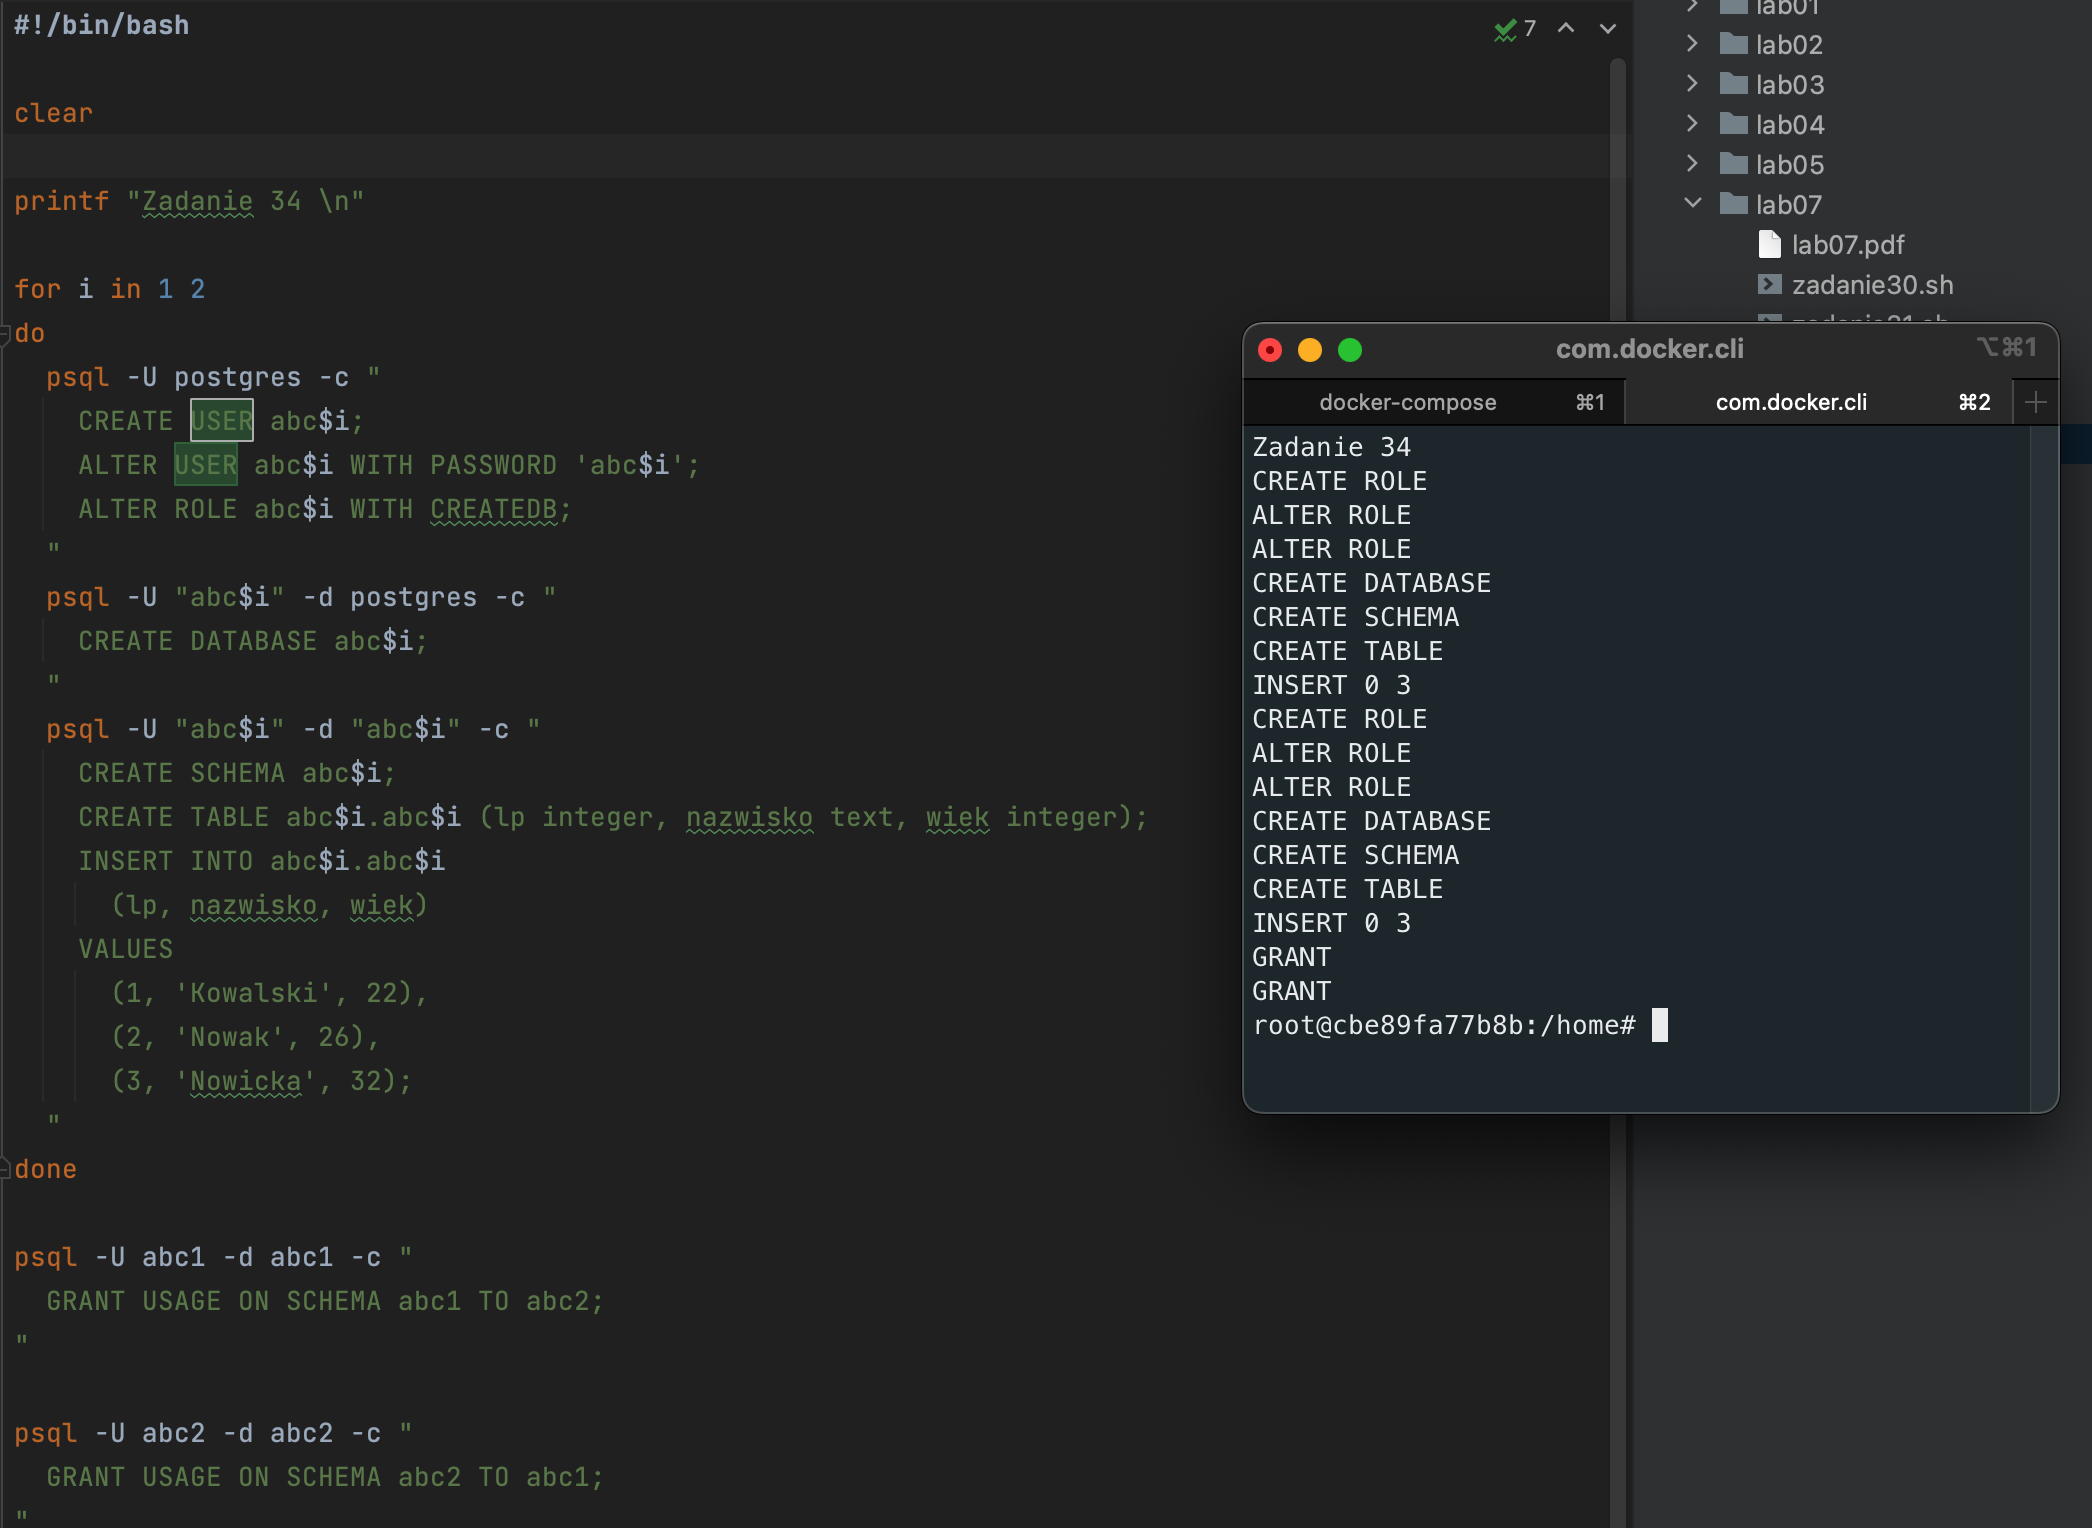 #!/bin/bash
7
clear
printf "Zadanie 34 \n"
for i in 1 2
do
psql -U postgres -c "
CREATE USER abc$i;
ALTER USER abc$i WITH PASSWORD 'abc$i';
ALTER ROLE abc$i WITH CREATEDB;
"
psql -U "abc$i" -d postgres -c "
CREATE DATABASE abc$i;
"
psql -U "abc$i" -d "abc$i" -c "
CREATE SCHEMA abc$i;
CREATE TABLE abc$i.abc$i (lp integer, nazwisko text, wiek integer);
INSERT INTO abc$i.abc$i
(lp, nazwisko, wiek)
VALUES
(1, 'Kowalski', 22),
(2, 'Nowak', 26),
(3, 'Nowicka', 32);
"
done
psql -U abc1 -d abc1 -c "
GRANT USAGE ON SCHEMA abc1 TO abc2;
"
psql -U abc2 -d abc2 -c "
GRANT USAGE ON SCHEMA abc2 TO abc1;
"
lab01
lab02
lab03
lab04
lab05
lab07
lab07.pdf
zadanie30.sh
zadanie31.sh
com.docker.cli ⌥⌘1
docker-compose ⌘1 com.docker.cli ⌘2
Zadanie 34
CREATE ROLE
ALTER ROLE
ALTER ROLE
CREATE DATABASE
CREATE SCHEMA
CREATE TABLE
INSERT 0 3
CREATE ROLE
ALTER ROLE
ALTER ROLE
CREATE DATABASE
CREATE SCHEMA
CREATE TABLE
INSERT 0 3
GRANT
GRANT
root@cbe89fa77b8b:/home#